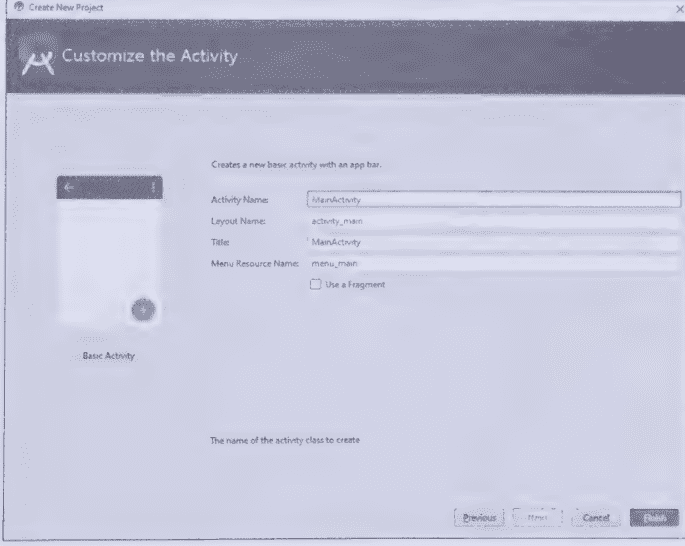 Create New Project
Customize the Activity
Creates a new basic activity with an app bar.
Activity Name: MainActivity
Layout Name: activity_main
Title: MainActivity
Menu Resource Name: menu_main
Use a Fragment
Basic Activity
The name of the activity class to create
Previous Next Cancel Finish